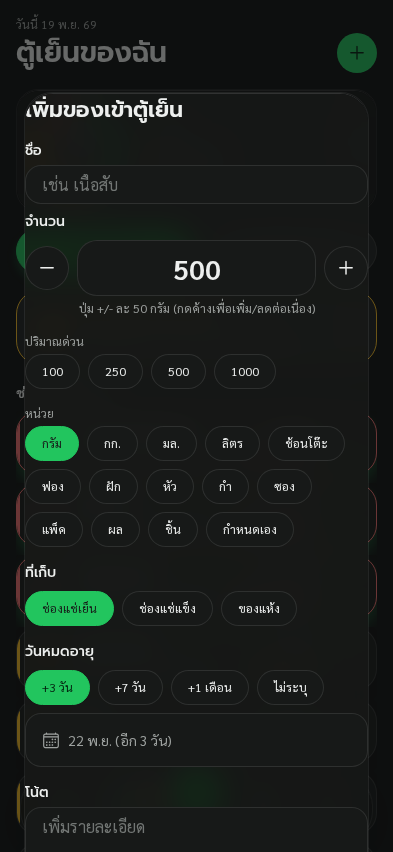 วันนี้ 19 พ.ย. 69
ตู้เย็นของฉัน
เพิ่มของเข้าตู้เย็น
ชื่อ
เช่น เนื้อสับ
จำนวน
500
ปุ่ม +/- ละ 50 กรัม (กดค้างเพื่อเพิ่ม/ลดต่อเนื่อง)
ปริมาณด่วน
100 250 500 1000
หน่วย
กรัม กก. มล. ลิตร ช้อนโต๊ะ
ฟอง ฝัก หัว กำ ซอง
แพ็ค ผล ชิ้น กำหนดเอง
ที่เก็บ
ช่องแช่เย็น ช่องแช่แข็ง ของแห้ง
วันหมดอายุ
+3 วัน +7 วัน +1 เดือน ไม่ระบุ
22 พ.ย. (อีก 3 วัน)
โน้ต
เพิ่มรายละเอียด